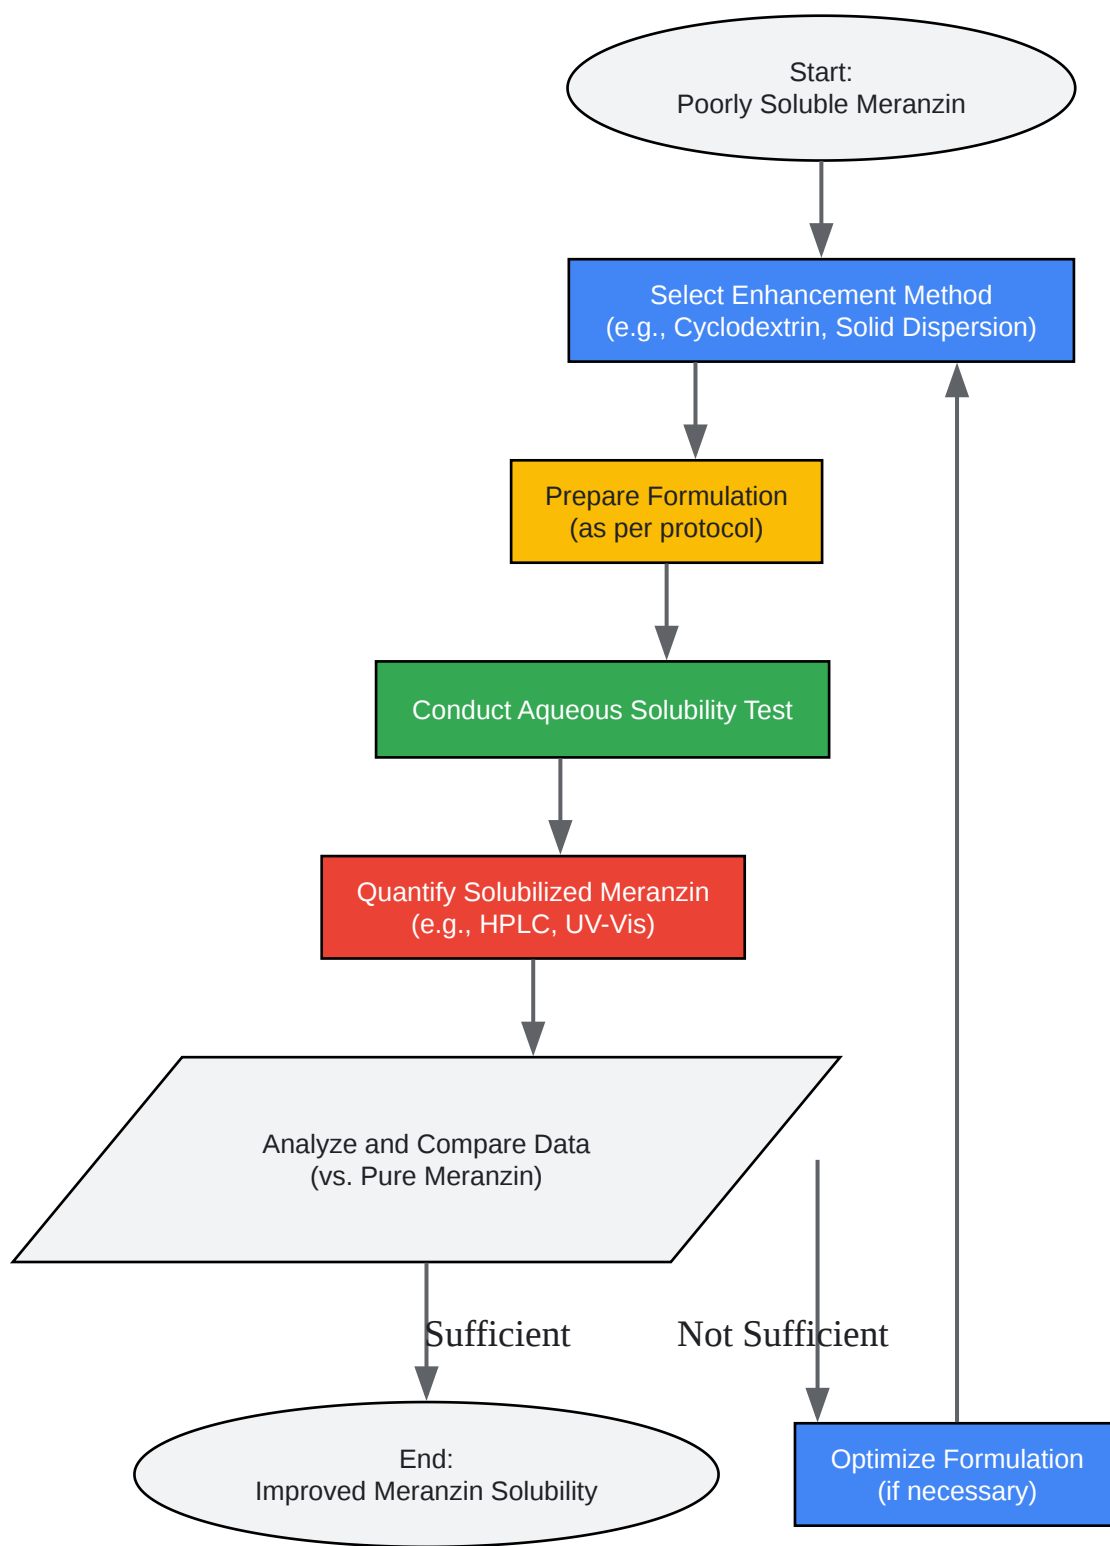 Start:
Poorly Soluble Meranzin
Select Enhancement Method
(e.g., Cyclodextrin, Solid Dispersion)
Prepare Formulation
(as per protocol)
Conduct Aqueous Solubility Test
Quantify Solubilized Meranzin
(e.g., HPLC, UV-Vis)
Analyze and Compare Data
(vs. Pure Meranzin)
Sufficient
Not Sufficient
End:
Improved Meranzin Solubility
Optimize Formulation
(if necessary)